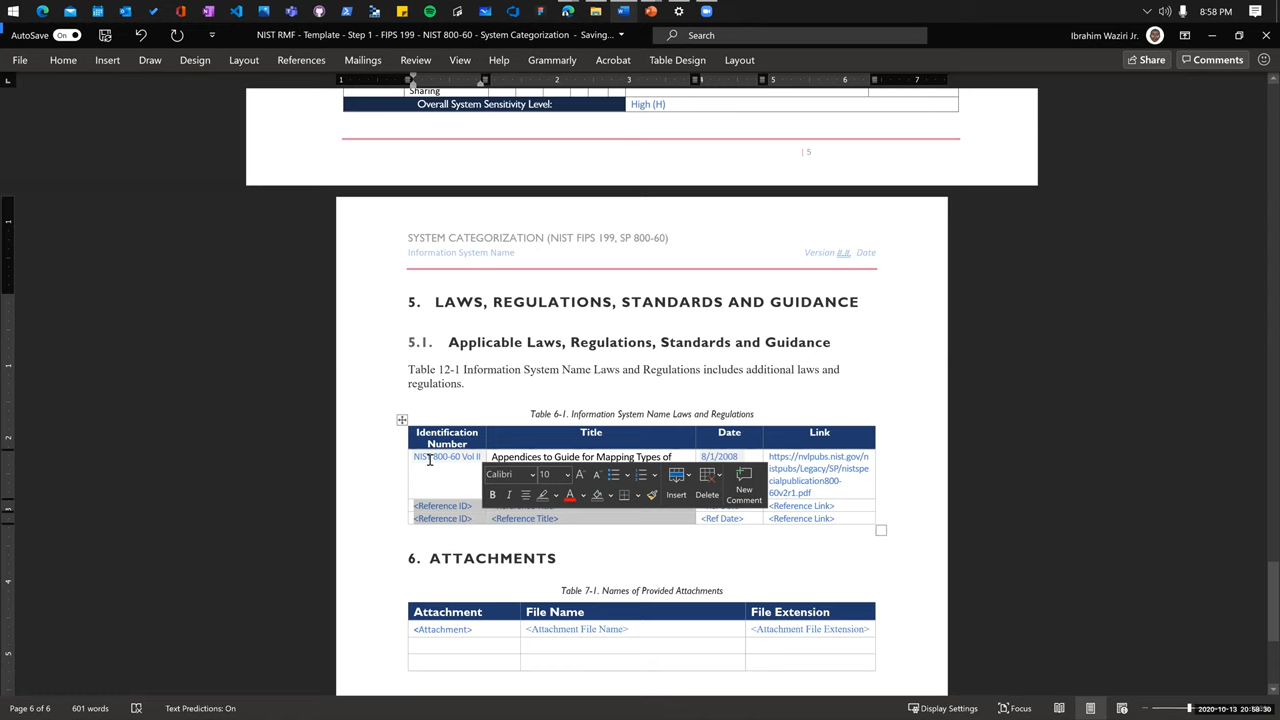 8:58 PM
AutoSave On
NIST RMF - Template - Step 1 - FIPS 199 - NIST 800-60 - System Categorization - Saving...
Search
Ibrahim Waziri Jr.
File Home Insert Draw Design Layout References Mailings Review View Help Grammarly Acrobat Table Design Layout
Share Comments
1 1 2 3 4 5 6 7
Sharing
Overall System Sensitivity Level: High (H)
| 5
SYSTEM CATEGORIZATION (NIST FIPS 199, SP 800-60)
Information System Name Version #.#, Date
5. LAWS, REGULATIONS, STANDARDS AND GUIDANCE
5.1. Applicable Laws, Regulations, Standards and Guidance
Table 12-1 Information System Name Laws and Regulations includes additional laws and
regulations.
Table 6-1. Information System Name Laws and Regulations
Identification Number Title Date Link
NIST 800-60 Vol II Appendices to Guide for Mapping Types of 8/1/2008 https://nvlpubs.nist.gov/n
istpubs/Legacy/SP/nistspe
cialpublication800-
60v2r1.pdf
Calibri 10
Insert Delete New Comment
<Reference ID> <Reference Link>
<Reference ID> <Reference Title> <Ref Date> <Reference Link>
6. ATTACHMENTS
Table 7-1. Names of Provided Attachments
Attachment File Name File Extension
<Attachment> <Attachment File Name> <Attachment File Extension>
Page 6 of 6 601 words Text Predictions: On Display Settings Focus
2020-10-13 20:58:30